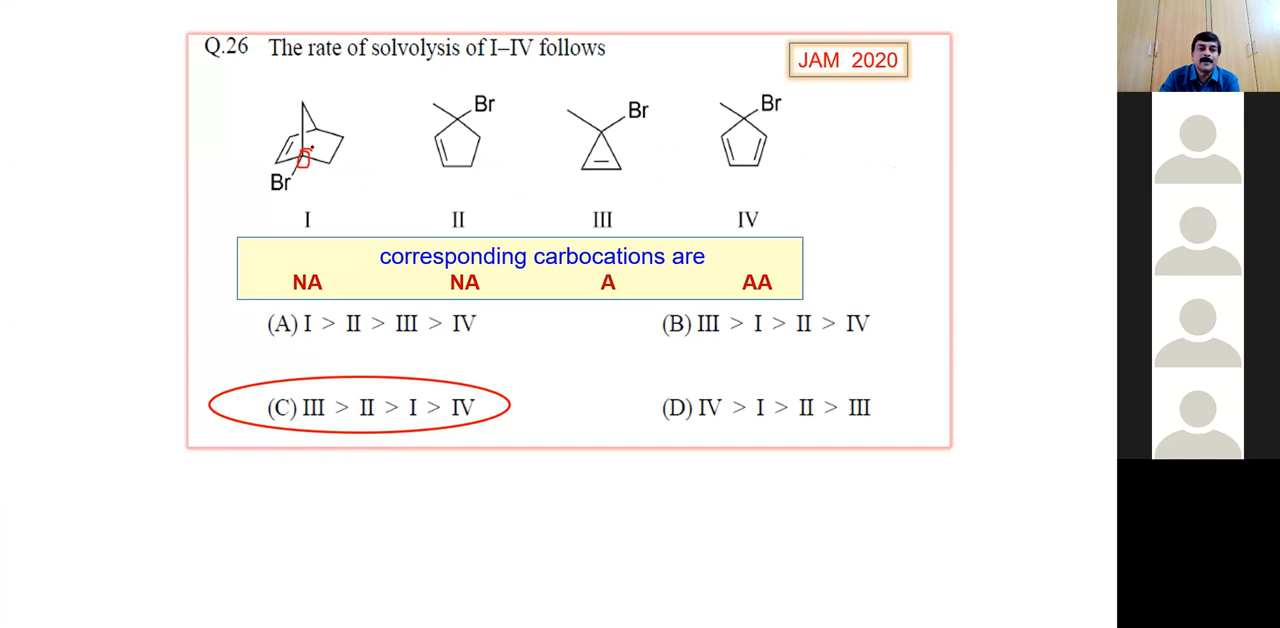 Q.26 The rate of solvolysis of I–IV follows
JAM 2020
Br
Br
Br
Br
I II III IV
corresponding carbocations are
NA NA A AA
(A) I > II > III > IV (B) III > I > II > IV
(C) III > II > I > IV (D) IV > I > II > III